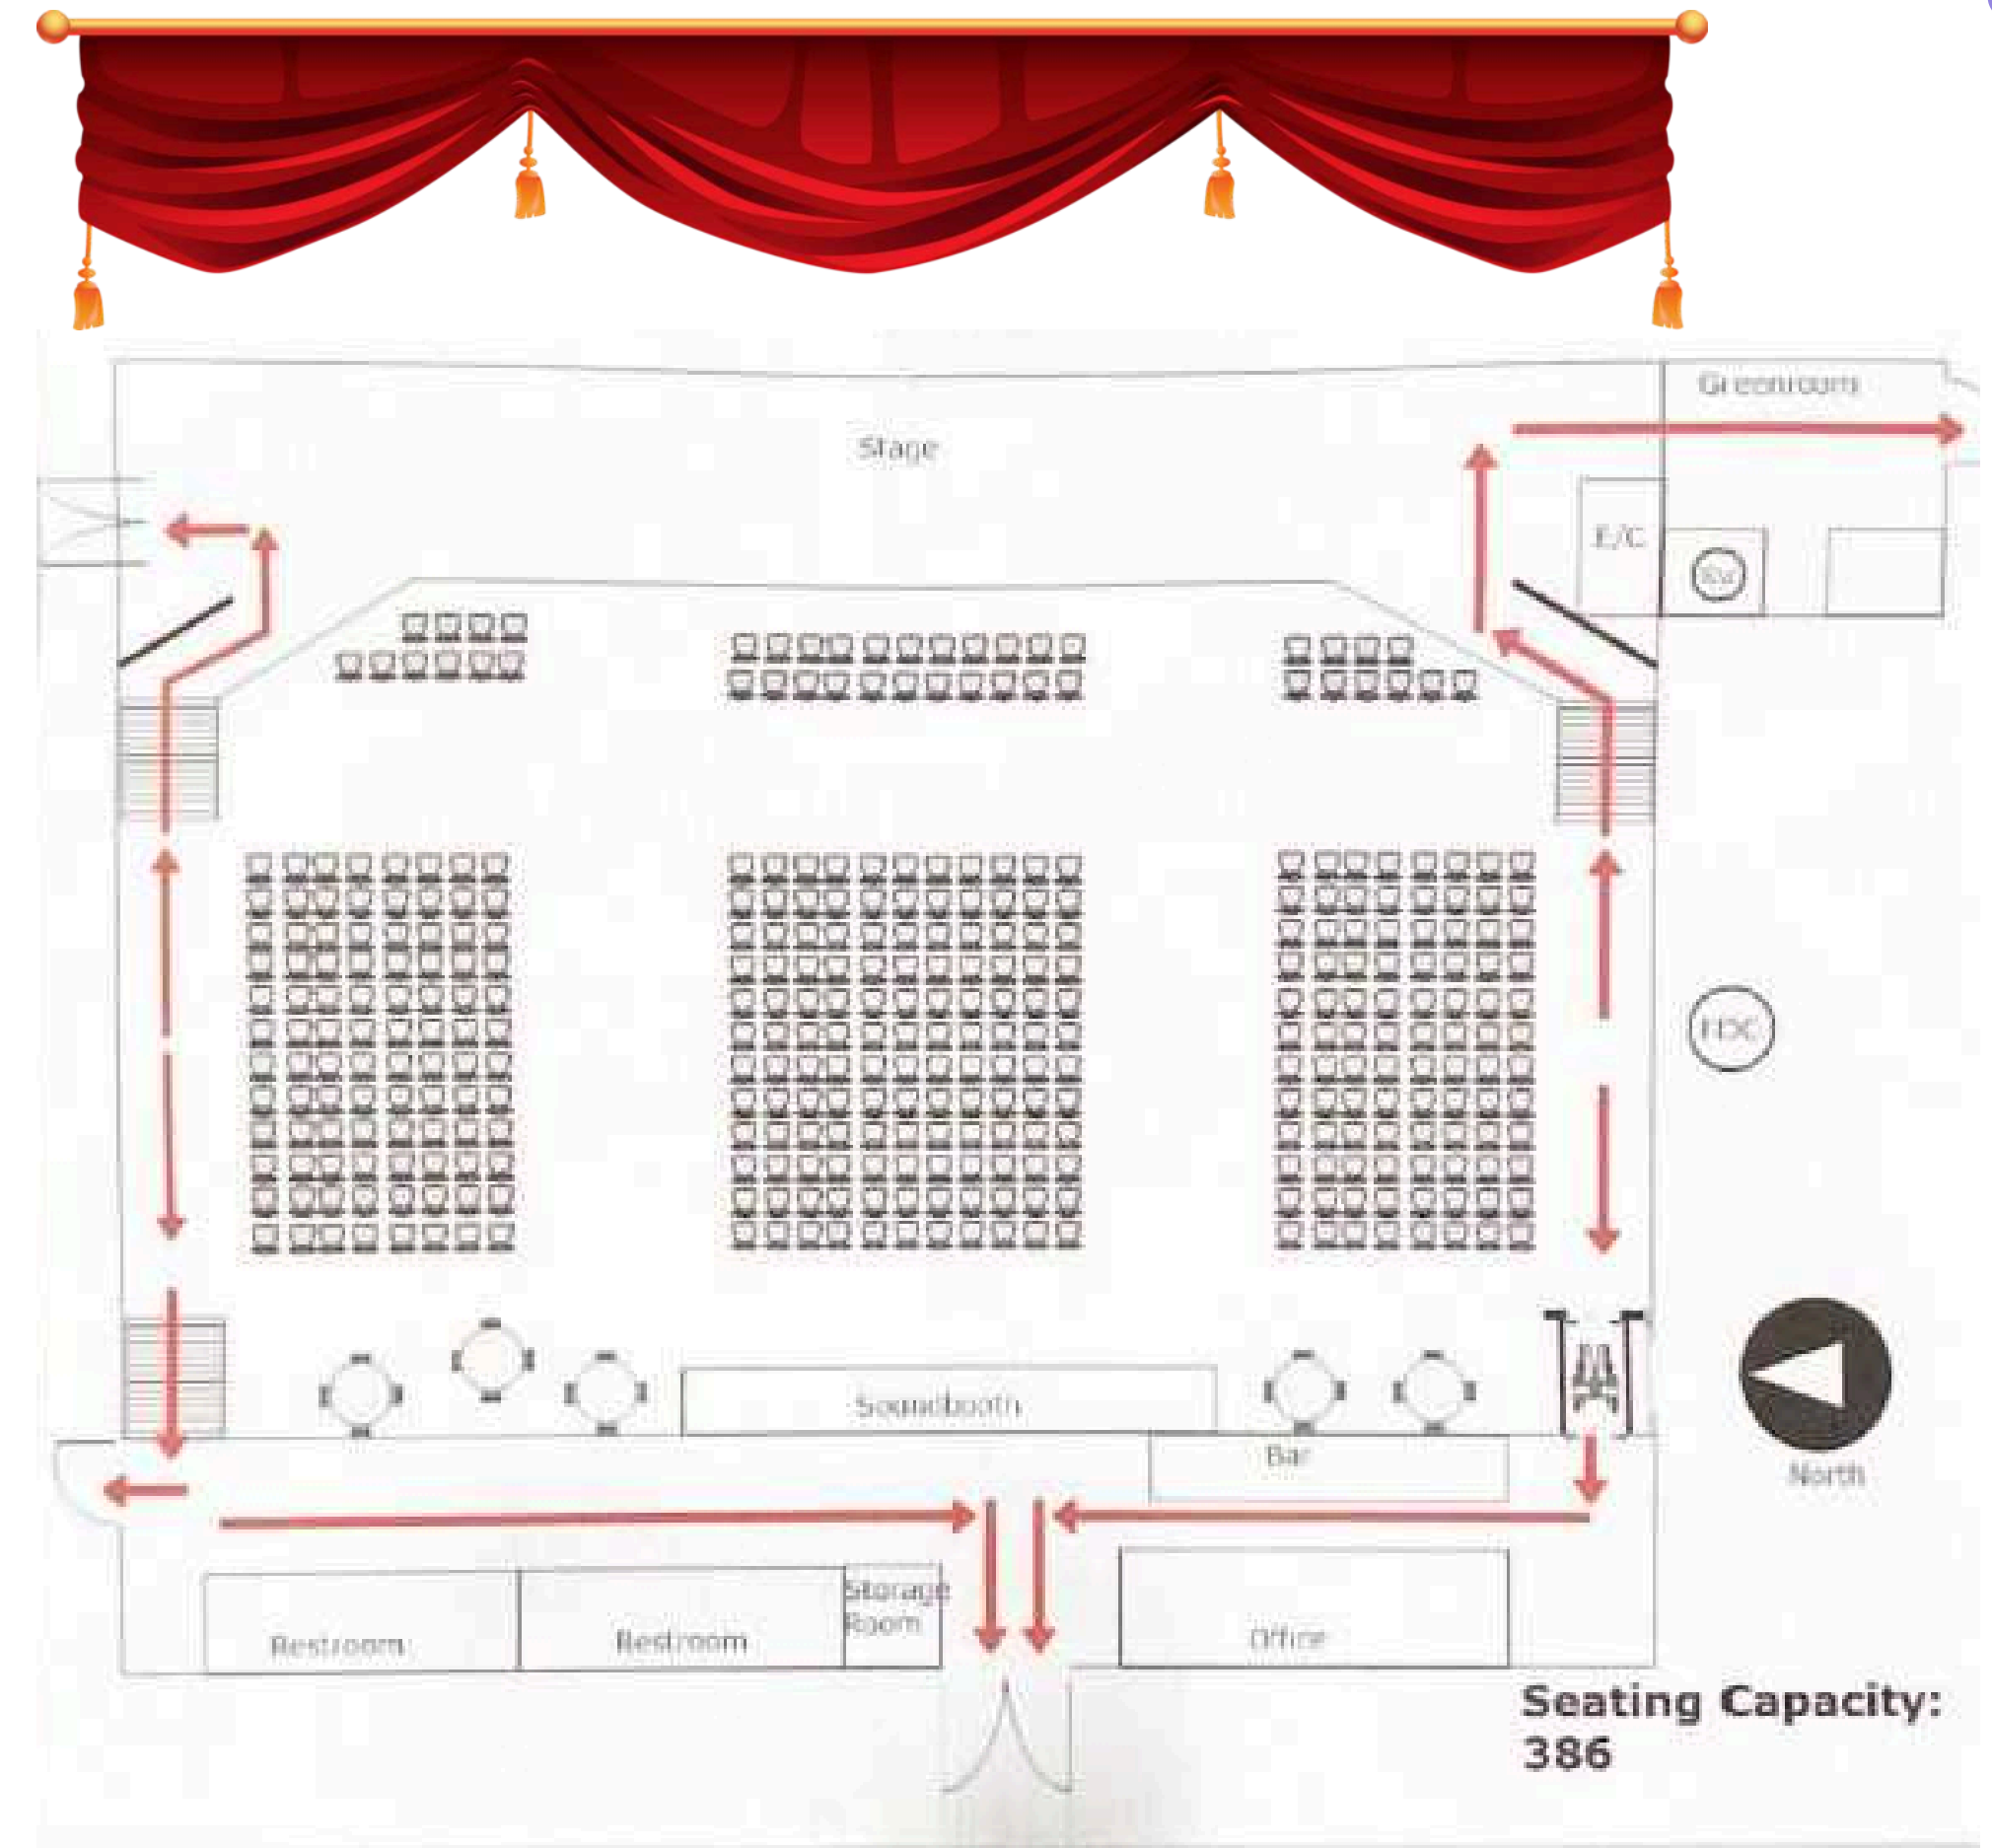 Greenroom
Stage
E/C
Soundbooth
Bar
North
Storage
Room
Restroom
Restroom
Office
Seating Capacity:
386